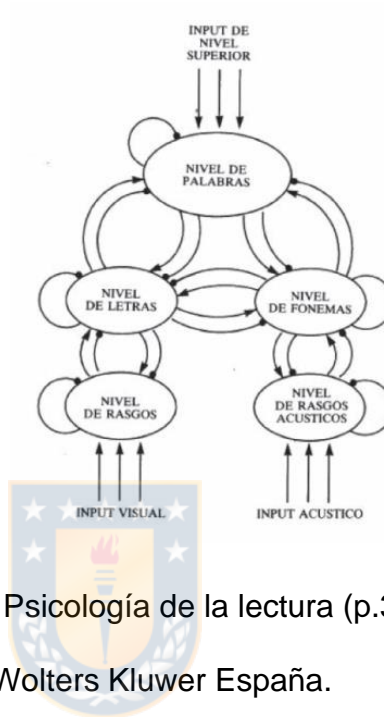 INPUT DE
NIVEL
SUPERIOR
NIVEL DE
PALABRAS
NIVEL
DE LETRAS
NIVEL
DE FONEMAS
NIVEL
DE RASGOS
NIVEL
DE RASGOS
ACUSTICOS
INPUT VISUAL
INPUT ACUSTICO
Psicología de la lectura (p.3
Wolters Kluwer España.